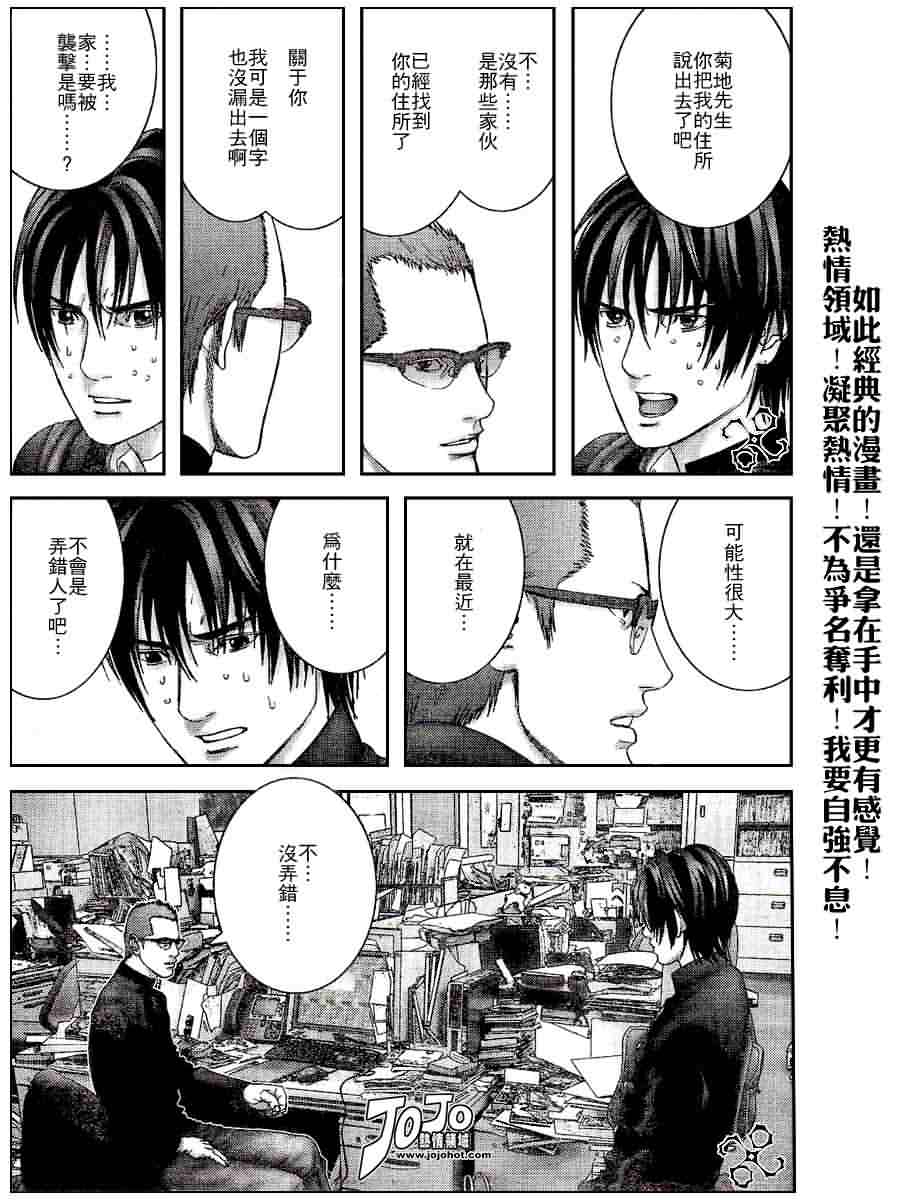 菊地先生
你把我的住所
說出去了吧
不…
沒有……
是那些家伙
已經找到
你的住所了
關于你
我可是一個字
也沒漏出去啊
……我
家…要被
襲擊是嗎……?
可能性很大……
就在最近…
爲什麼……
不會是
弄錯人了吧…
不…
沒弄錯……
如此經典的漫畫！還是拿在手中才更有感覺！
熱情領域！凝聚熱情！不為爭名奪利！我要自強不息！
JOJO
熱情領域
www.jojohot.com